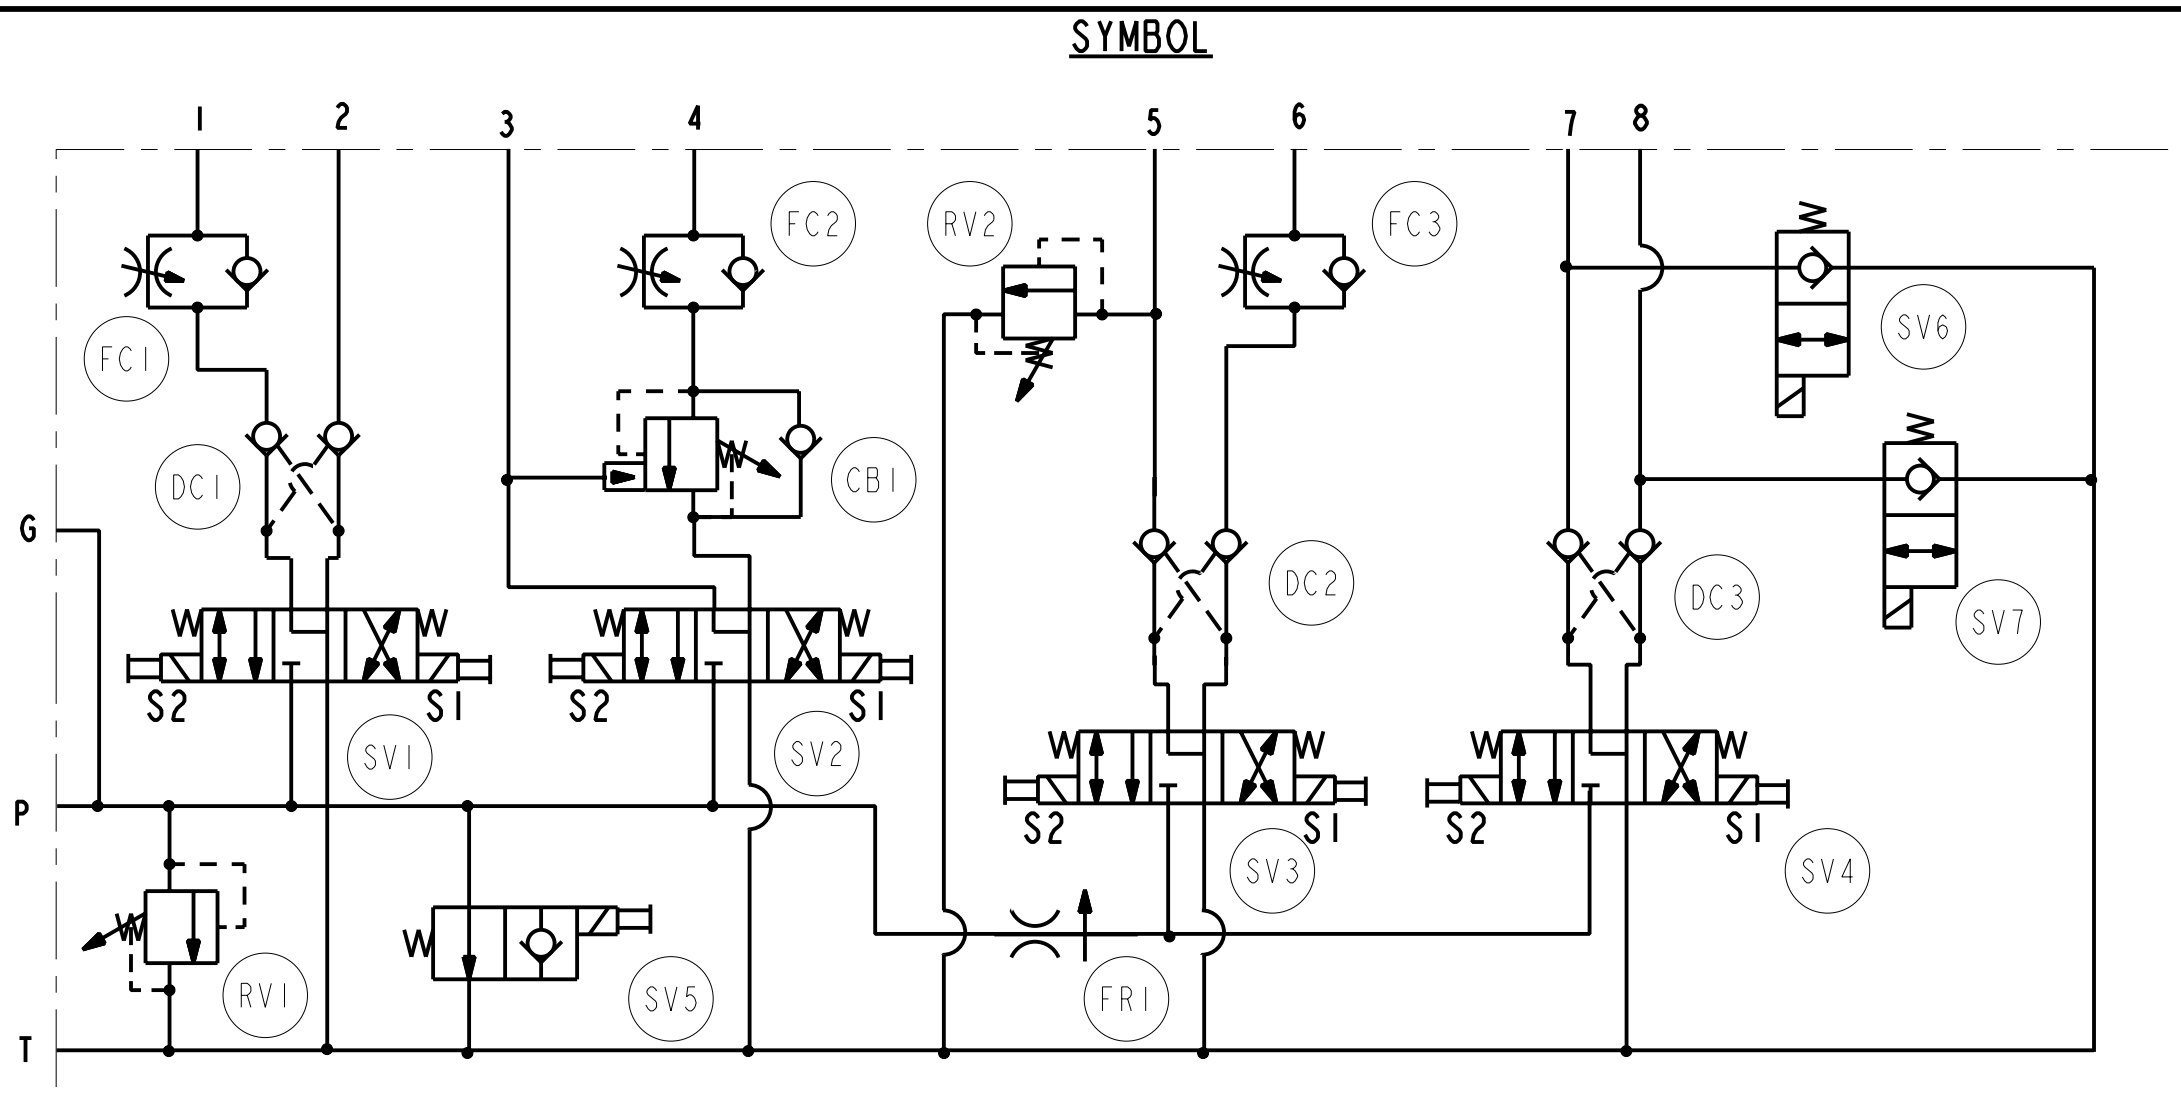 SYMBOL
1 2 3 4 5 6 7 8
FC2 RV2 FC3
FC1 SV6
DC1 CB1
G
DC2 DC3 SV7
S2 S1 S2 S1
SV1 SV2
P
S2 S1 S2 S1
SV3 SV4
RV1 SV5 FR1
T